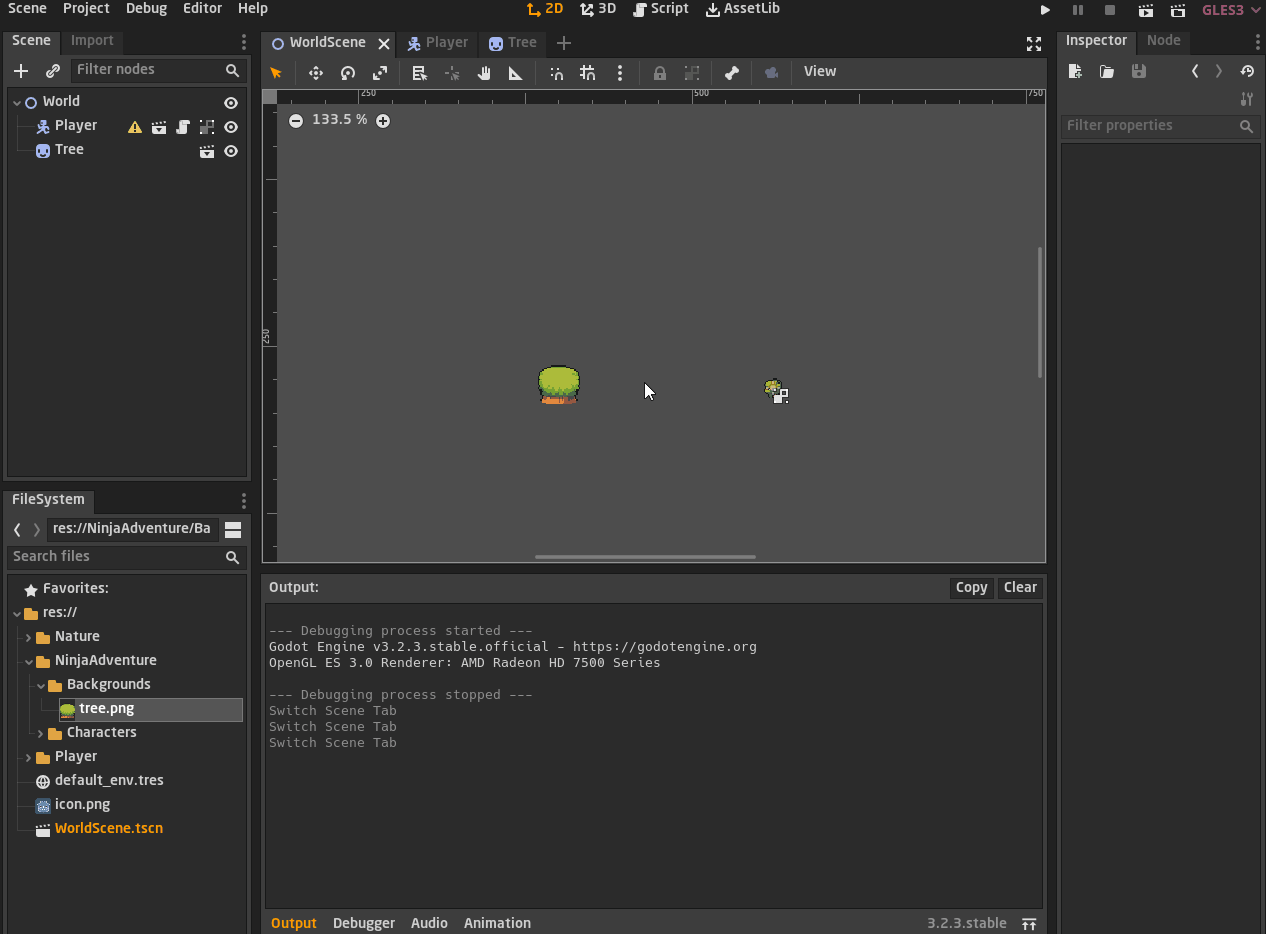 Scene Project Debug Editor Help 2D 3D Script AssetLib GLES3
Scene Import
Filter nodes
World
Player
Tree
WorldScene Player Tree
View
250 500 750
133.5 %
250
Inspector Node
Filter properties
FileSystem
res://NinjaAdventure/Ba
Search files
Favorites:
res://
Nature
NinjaAdventure
Backgrounds
tree.png
Characters
Player
default_env.tres
icon.png
WorldScene.tscn
Output: Copy Clear
--- Debugging process started ---
Godot Engine v3.2.3.stable.official - https://godotengine.org
OpenGL ES 3.0 Renderer: AMD Radeon HD 7500 Series
--- Debugging process stopped ---
Switch Scene Tab
Switch Scene Tab
Switch Scene Tab
Output Debugger Audio Animation 3.2.3.stable